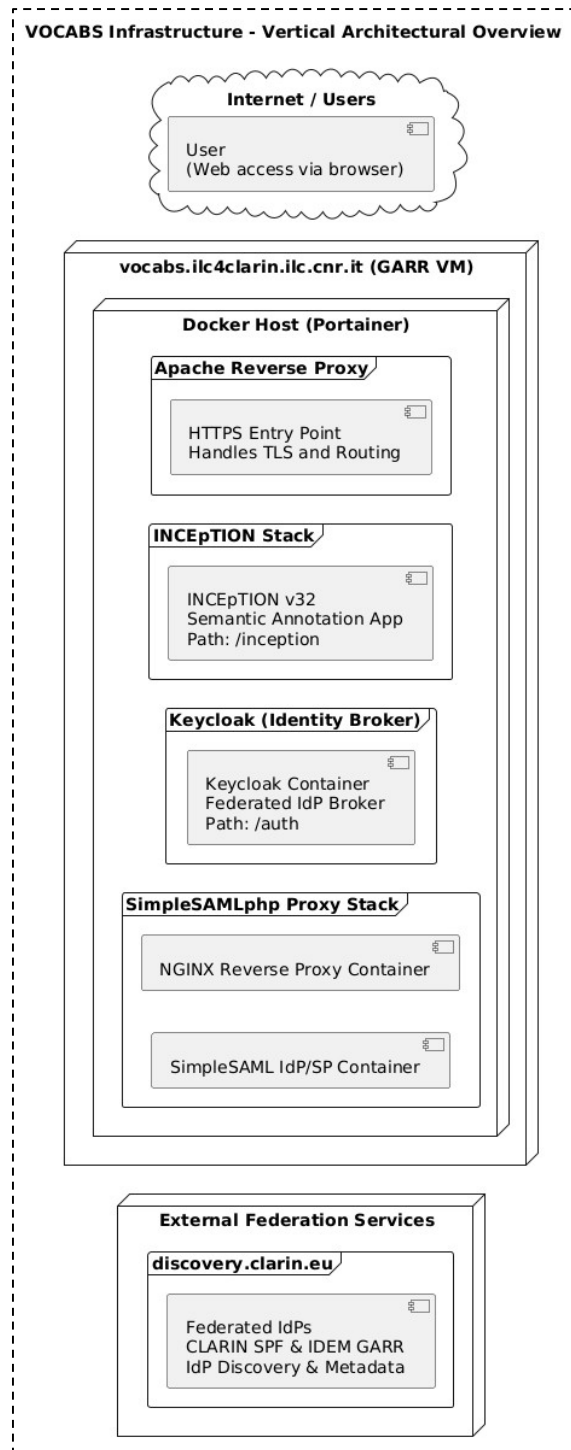 VOCABS Infrastructure - Vertical Architectural Overview
Internet / Users
User
(Web access via browser)
vocabs.ilc4clarin.ilc.cnr.it (GARR VM)
Docker Host (Portainer)
Apache Reverse Proxy
HTTPS Entry Point
Handles TLS and Routing
INCEpTION Stack
INCEpTION v32
Semantic Annotation App
Path: /inception
Keycloak (Identity Broker)
Keycloak Container
Federated IdP Broker
Path: /auth
SimpleSAMLphp Proxy Stack
NGINX Reverse Proxy Container
SimpleSAML IdP/SP Container
External Federation Services
discovery.clarin.eu
Federated IdPs
CLARIN SPF & IDEM GARR
IdP Discovery & Metadata